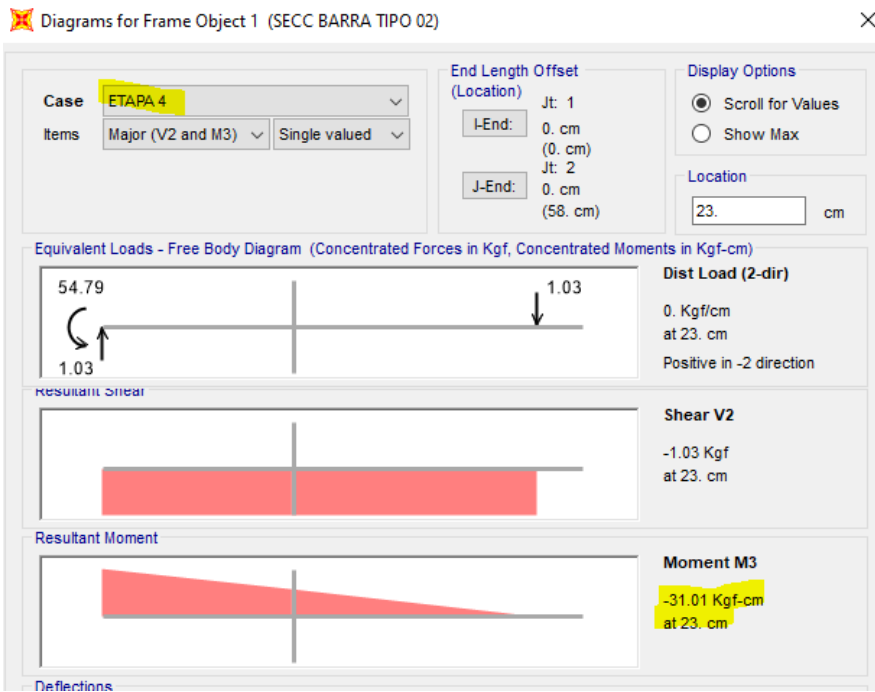 Diagrams for Frame Object 1 (SECC BARRA TIPO 02)
Case ETAPA 4
Items Major (V2 and M3) Single valued
End Length Offset
(Location)
Jt: 1
I-End: 0. cm
(0. cm)
Jt: 2
J-End: 0. cm
(58. cm)
Display Options
Scroll for Values
Show Max
Location
23. cm
Equivalent Loads - Free Body Diagram (Concentrated Forces in Kgf, Concentrated Moments in Kgf-cm)
54.79
1.03
1.03
Dist Load (2-dir)
0. Kgf/cm
at 23. cm
Positive in -2 direction
Resultant Shear
Shear V2
-1.03 Kgf
at 23. cm
Resultant Moment
Moment M3
-31.01 Kgf-cm
at 23. cm
Deflections